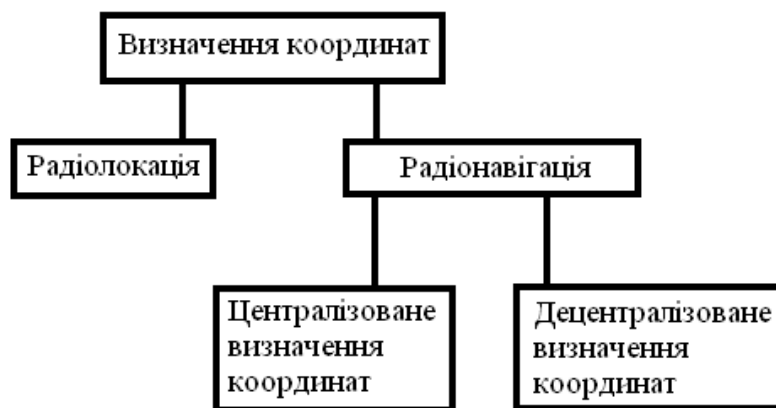 Визначення координат
Радіолокація
Радіонавігація
Централізоване
визначення
координат
Децентралізоване
визначення
координат